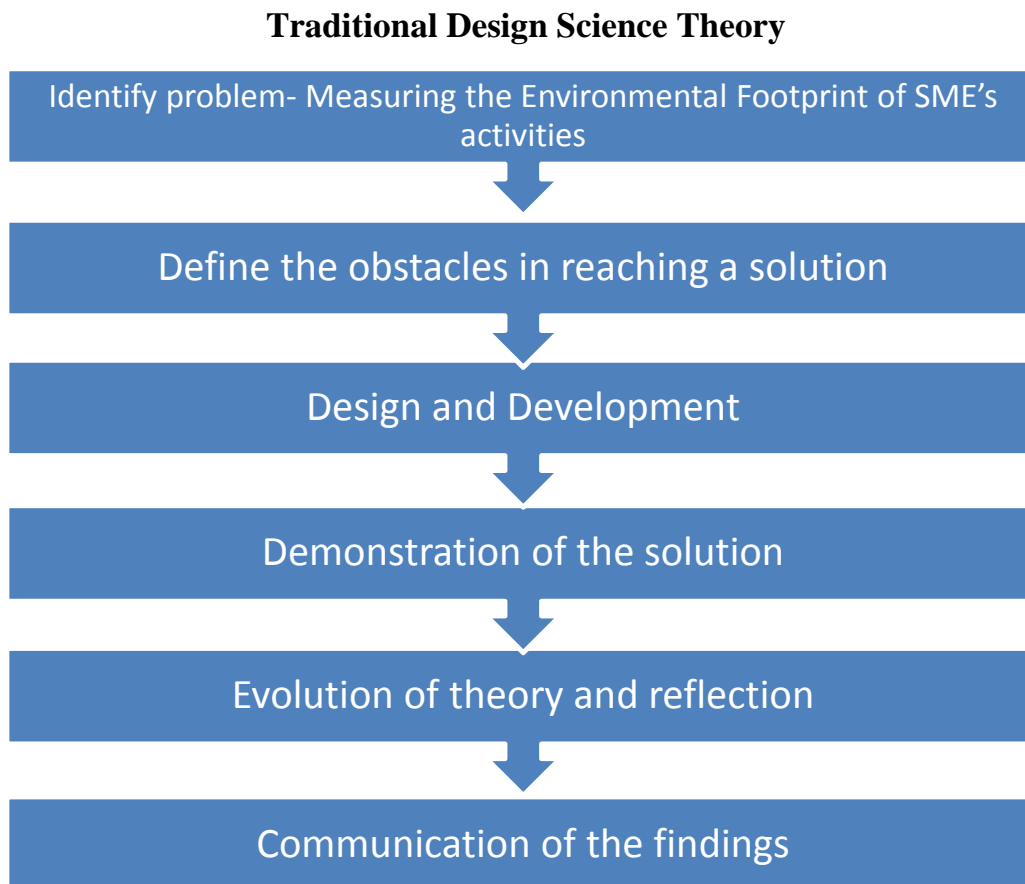 Traditional Design Science Theory
Identify problem- Measuring the Environmental Footprint of SME’s
activities
Define the obstacles in reaching a solution
Design and Development
Demonstration of the solution
Evolution of theory and reflection
Communication of the findings